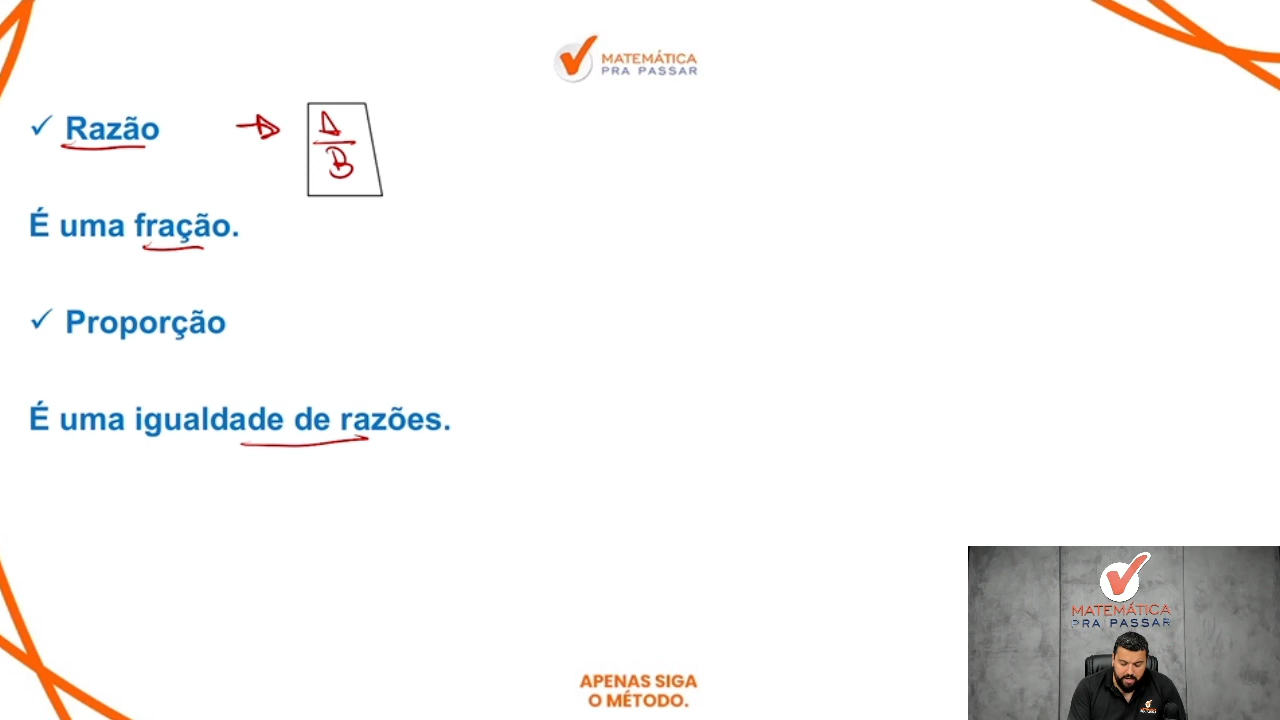 MATEMÁTICA
PRA PASSAR
✓ Razão → A/B
É uma fração.
✓ Proporção
É uma igualdade de razões.
MATEMÁTICA
PRA PASSAR
APENAS SIGA
O MÉTODO.